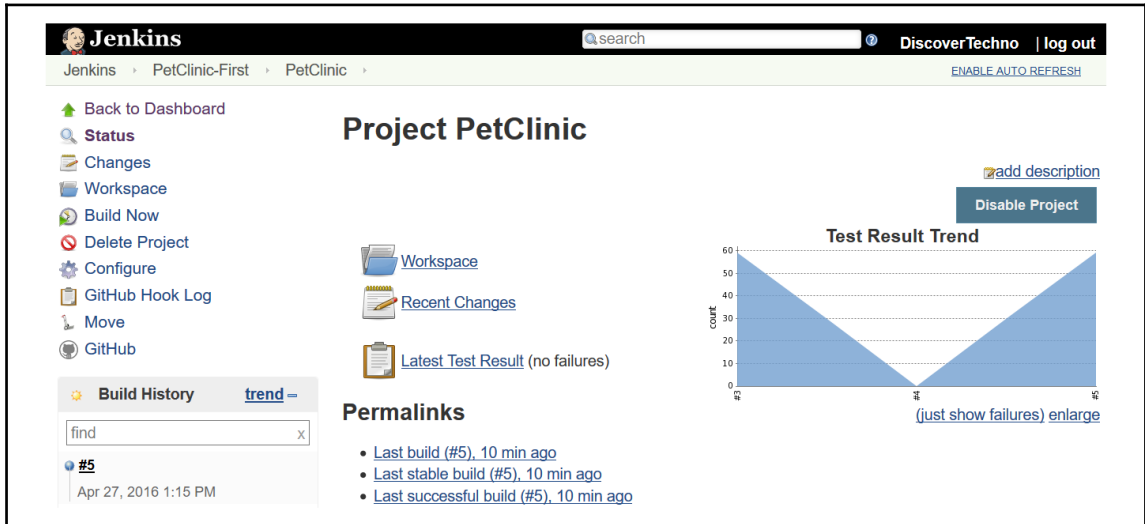 Jenkins
search
DiscoverTechno | log out
Jenkins PetClinic-First PetClinic
ENABLE AUTO REFRESH
Back to Dashboard
Status
Changes
Workspace
Build Now
Delete Project
Configure
GitHub Hook Log
Move
GitHub
Build History trend
find x
#5
Apr 27, 2016 1:15 PM
Project PetClinic
add description
Disable Project
Workspace
Recent Changes
Latest Test Result (no failures)
Test Result Trend
60
50
40
30
20
10
0
count
#3 #4 #5
(just show failures) enlarge
Permalinks
• Last build (#5), 10 min ago
• Last stable build (#5), 10 min ago
• Last successful build (#5), 10 min ago